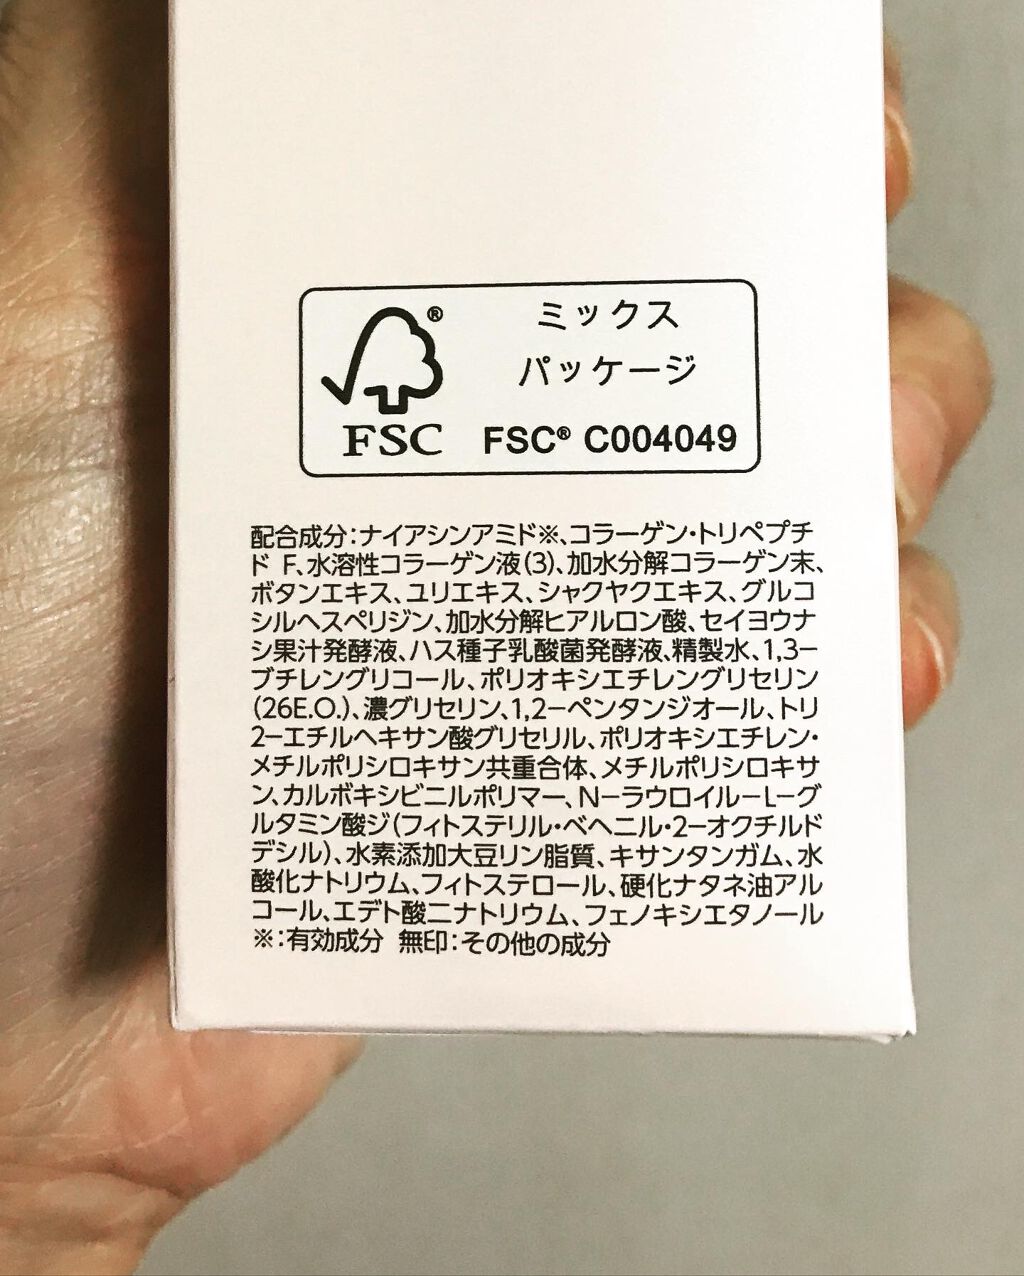 ミックス
パッケージ
FSC® C004049
®
FSC
配合成分：ナイアシンアミド※、コラーゲン・トリペプチ
ド F、水溶性コラーゲン液（3）、加水分解コラーゲン末、
ボタンエキス、ユリエキス、シャクヤクエキス、グルコ
シルヘスペリジン、加水分解ヒアルロン酸、セイヨウナ
シ果汁発酵液、ハス種子乳酸菌発酵液、精製水、1,3−
ブチレングリコール、ポリオキシエチレングリセリン
（26E.O.）、濃グリセリン、1,2−ペンタンジオール、トリ
2−エチルヘキサン酸グリセリル、ポリオキシエチレン・
メチルポリシロキサン共重合体、メチルポリシロキサ
ン、カルボキシビニルポリマー、N−ラウロイル−L−グ
ルタミン酸ジ（フィトステリル・ベヘニル・2−オクチルド
デシル）、水素添加大豆リン脂質、キサンタンガム、水
酸化ナトリウム、フィトステロール、硬化ナタネ油アル
コール、エデト酸二ナトリウム、フェノキシエタノール
※：有効成分 無印：その他の成分